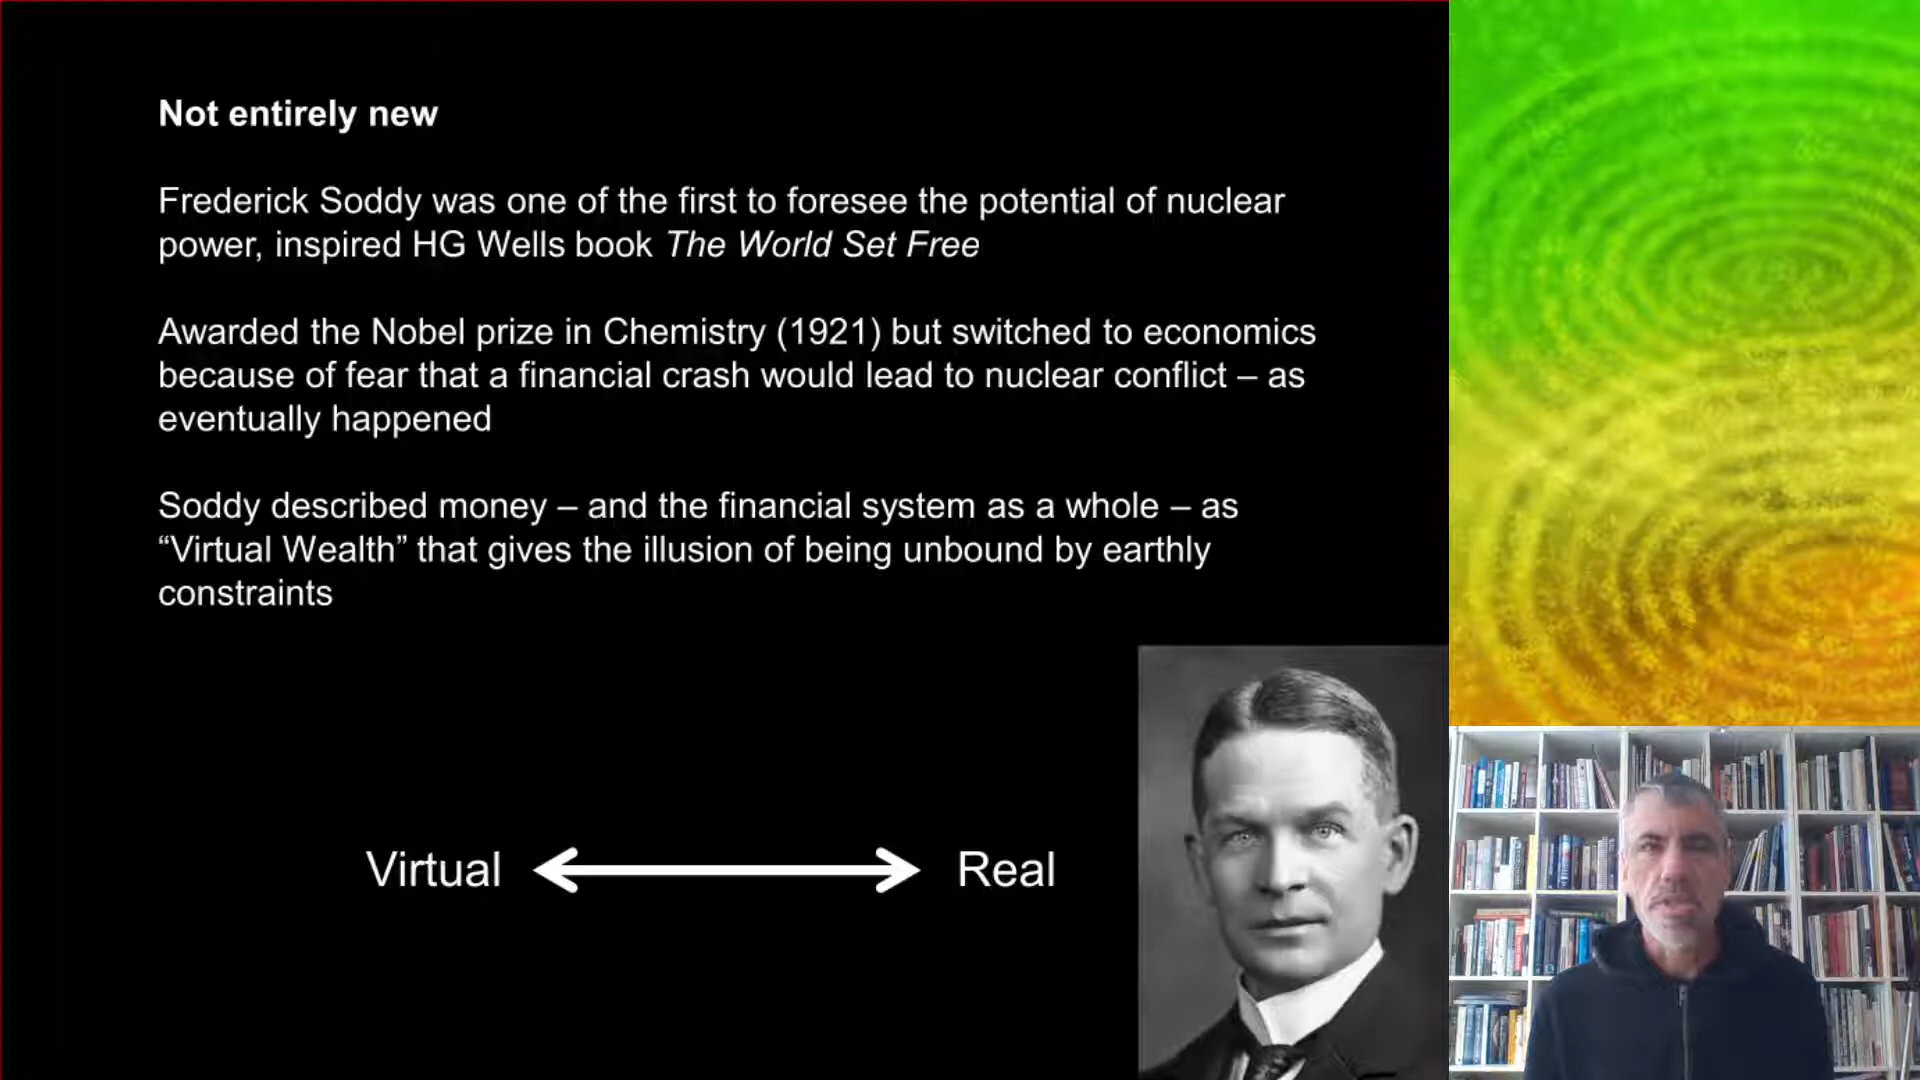 Not entirely new
Frederick Soddy was one of the first to foresee the potential of nuclear
power, inspired HG Wells book The World Set Free
Awarded the Nobel prize in Chemistry (1921) but switched to economics
because of fear that a financial crash would lead to nuclear conflict – as
eventually happened
Soddy described money – and the financial system as a whole – as
“Virtual Wealth” that gives the illusion of being unbound by earthly
constraints
Virtual
Real